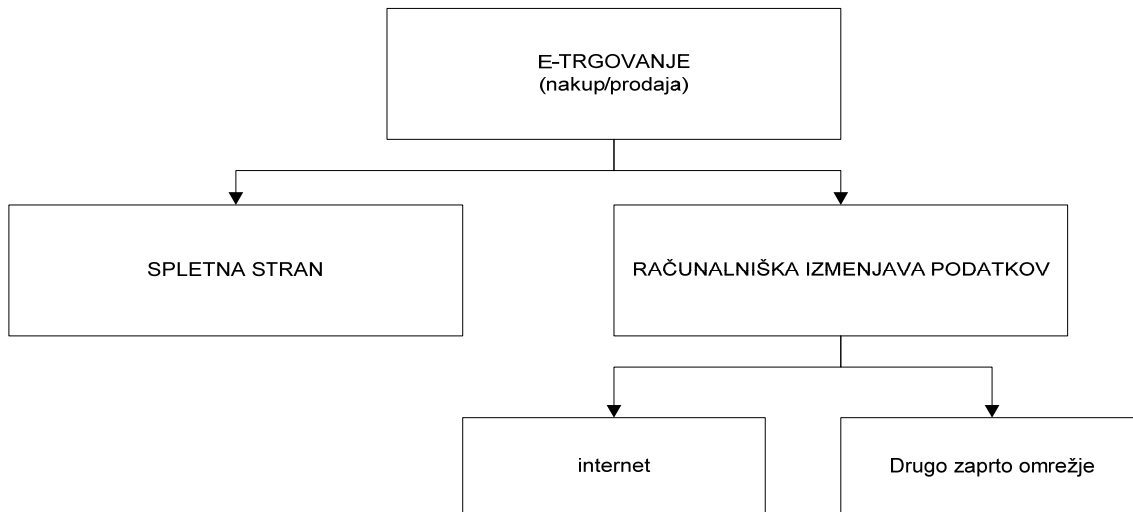 E-TRGOVANJE
(nakup/prodaja)
SPLETNA STRAN
RAČUNALNIŠKA IZMENJAVA PODATKOV
internet
Drugo zaprto omrežje